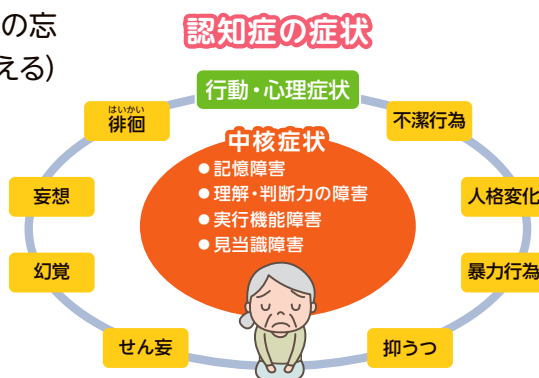 の忘
える)
認知症の症状
行動・心理症状
はいかい
徘徊
不潔行為
中核症状
●記憶障害
●理解・判断力の障害
●実行機能障害
●見当識障害
妄想
人格変化
幻覚
暴力行為
せん妄
抑うつ